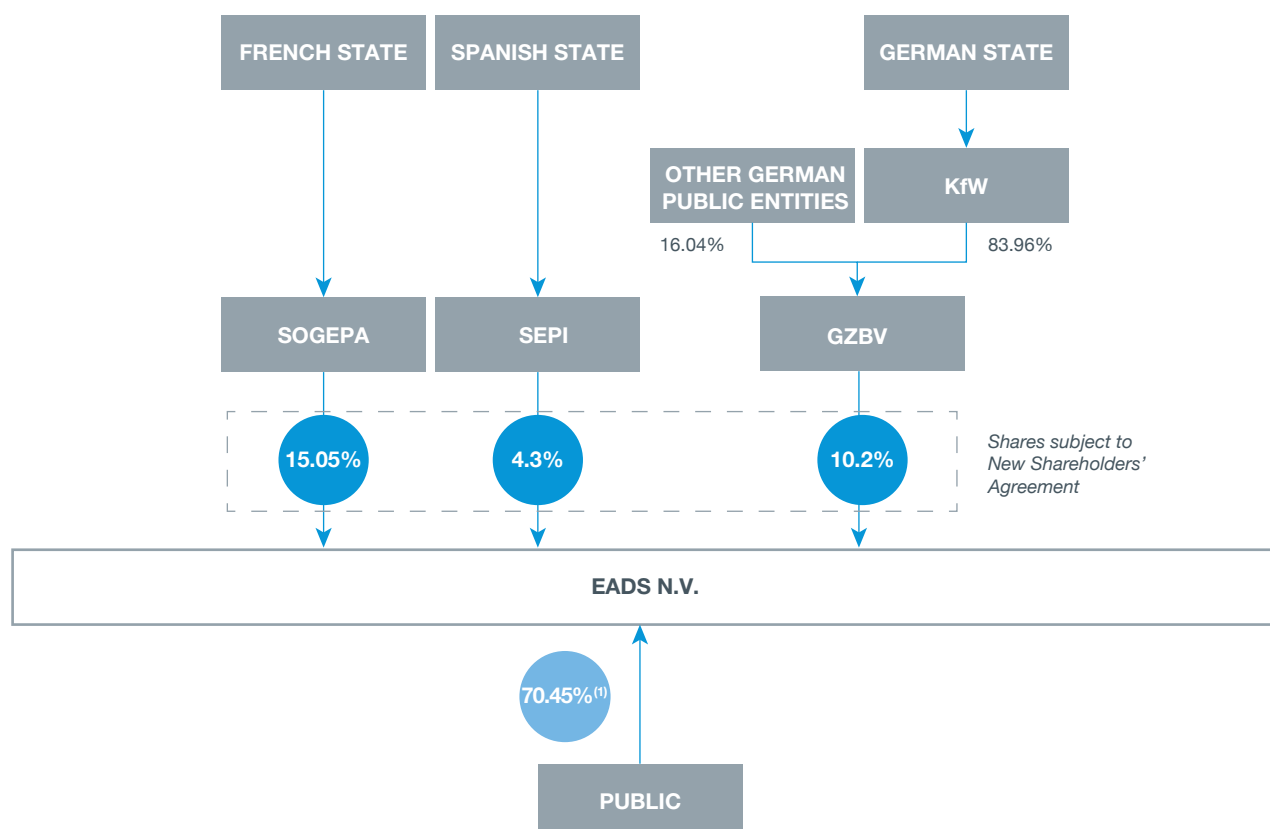 FRENCH STATE
SPANISH STATE
GERMAN STATE
OTHER GERMAN
PUBLIC ENTITIES
KfW
16.04%
83.96%
SOGEPA
SEPI
GZBV
15.05%
4.3%
10.2%
Shares subject to
New Shareholders'
Agreement
EADS N.V.
70.45%(1)
PUBLIC